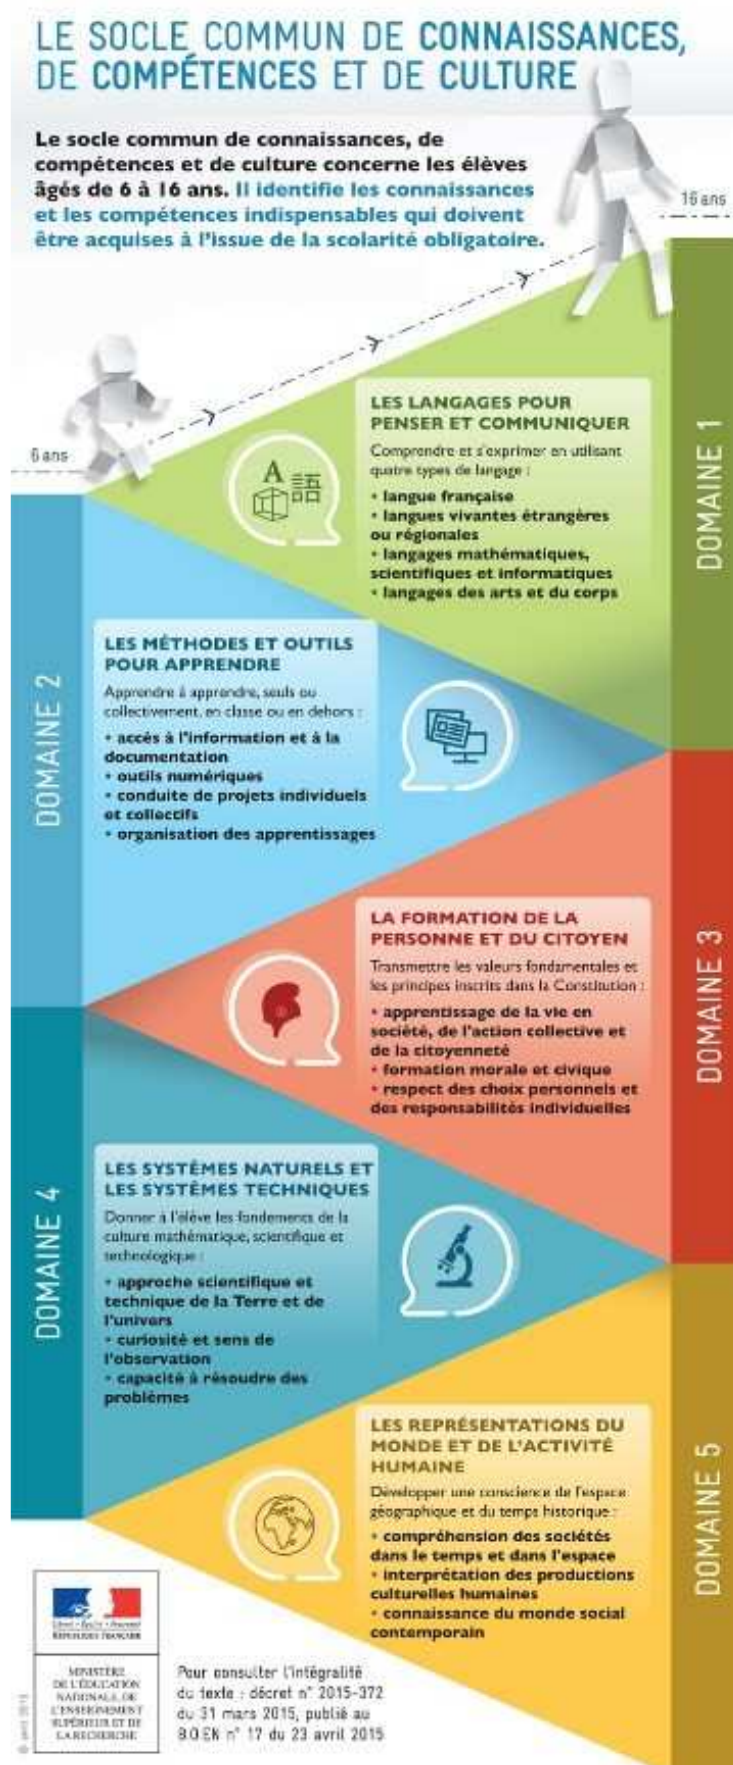 LE SOCLE COMMUN DE CONNAISSANCES,
DE COMPÉTENCES ET DE CULTURE
Le socle commun de connaissances, de
compétences et de culture concerne les élèves
âgés de 6 à 16 ans. Il identifie les connaissances
et les compétences indispensables qui doivent
être acquises à l'issue de la scolarité obligatoire.
16 ans
6 ans
DOMAINE 1
LES LANGAGES POUR
PENSER ET COMMUNIQUER
Comprendre et s'exprimer en utilisant
quatre types de langage :
• langue française
• langues vivantes étrangères
ou régionales
• langages mathématiques,
scientifiques et informatiques
• langages des arts et du corps
A 語
DOMAINE 2
LES MÉTHODES ET OUTILS
POUR APPRENDRE
Apprendre à apprendre, seuls ou
collectivement, en classe ou en dehors :
• accès à l'information et à la
documentation
• outils numériques
• conduite de projets individuels
et collectifs
• organisation des apprentissages
DOMAINE 3
LA FORMATION DE LA
PERSONNE ET DU CITOYEN
Transmettre les valeurs fondamentales et
les principes inscrits dans la Constitution :
• apprentissage de la vie en
société, de l'action collective et
de la citoyenneté
• formation morale et civique
• respect des choix personnels et
des responsabilités individuelles
DOMAINE 4
LES SYSTÈMES NATURELS ET
LES SYSTÈMES TECHNIQUES
Donner à l'élève les fondements de la
culture mathématique, scientifique et
technologique :
• approche scientifique et
technique de la Terre et de
l'univers
• curiosité et sens de
l'observation
• capacité à résoudre des
problèmes
DOMAINE 5
LES REPRÉSENTATIONS DU
MONDE ET DE L'ACTIVITÉ
HUMAINE
Développer une conscience de l'espace
géographique et du temps historique :
• compréhension des sociétés
dans le temps et dans l'espace
• interprétation des productions
culturelles humaines
• connaissance du monde social
contemporain
Liberté • Égalité • Fraternité
RÉPUBLIQUE FRANÇAISE
MINISTÈRE
DE L'ÉDUCATION
NATIONALE, DE
L'ENSEIGNEMENT
SUPÉRIEUR ET DE
LA RECHERCHE
Pour consulter l'intégralité
du texte : décret n° 2015-372
du 31 mars 2015, publié au
B.O.EN n° 17 du 23 avril 2015